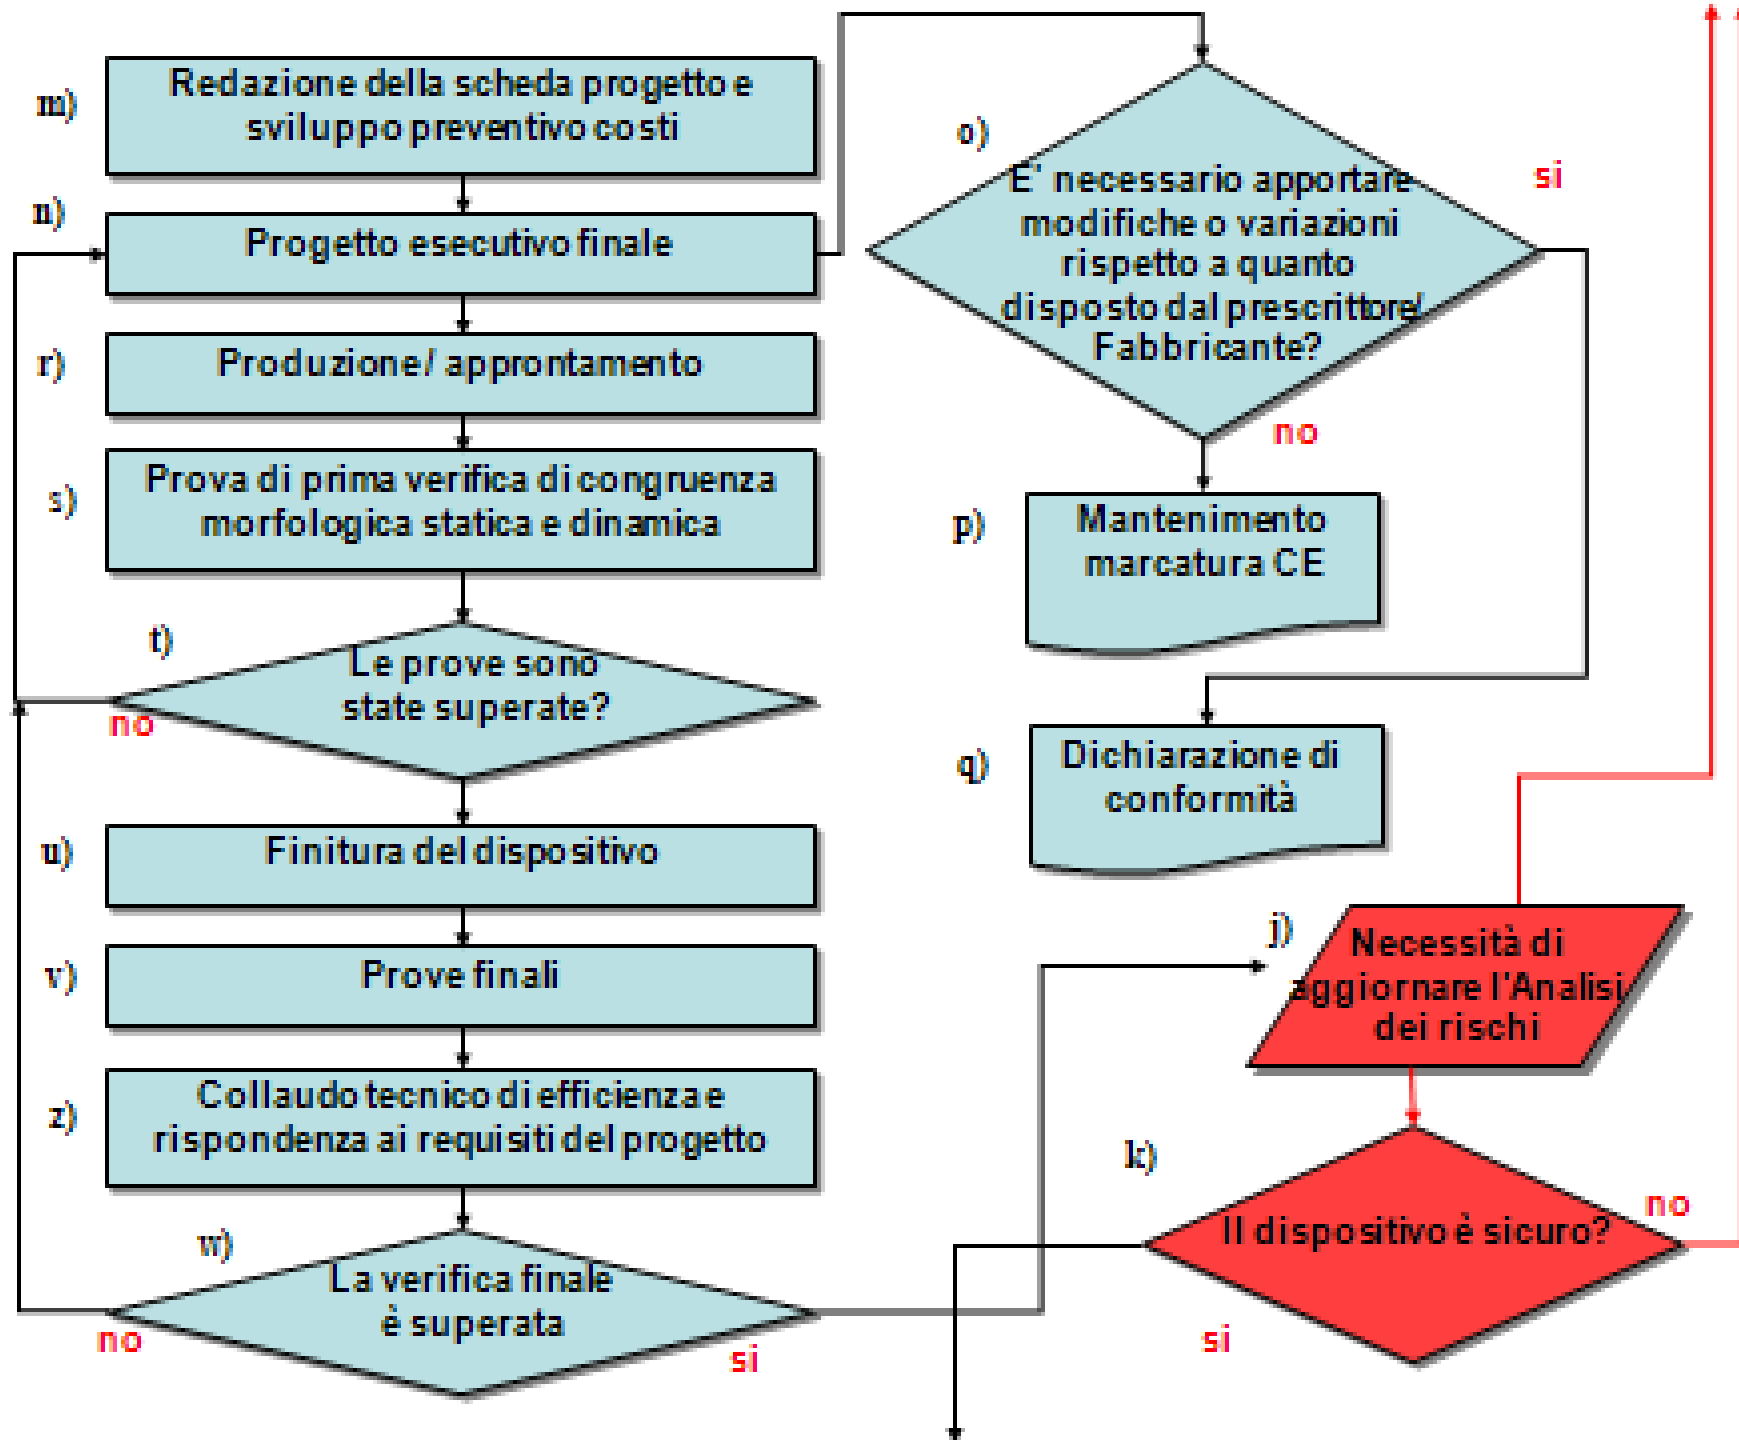 m)
Redazione della scheda progetto e
sviluppo preventivo costi
n)
Progetto esecutivo finale
r)
Produzione/ approntamento
s)
Prova di prima verifica di congruenza
morfologica statica e dinamica
t)
Le prove sono
state superate?
no
u)
Finitura del dispositivo
v)
Prove finali
z)
Collaudo tecnico di efficienza e
rispondenza ai requisiti del progetto
w)
La verifica finale
è superata
no
si
o)
E' necessario apportare
modifiche o variazioni
rispetto a quanto
disposto dal prescrittore/
Fabbricante?
si
no
p)
Mantenimento
marcatura CE
q)
Dichiarazione di
conformità
j)
Necessità di
aggiornare l'Analisi
dei rischi
k)
Il dispositivo è sicuro?
no
si